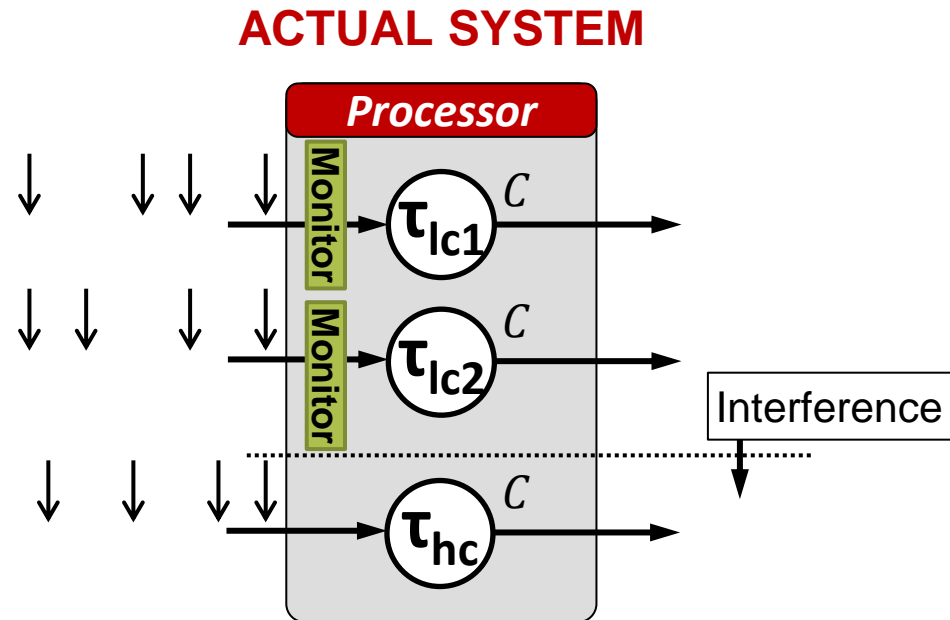 ACTUAL SYSTEM
Processor
Monitor
τlc1
C
Monitor
τlc2
C
Interference
τhc
C